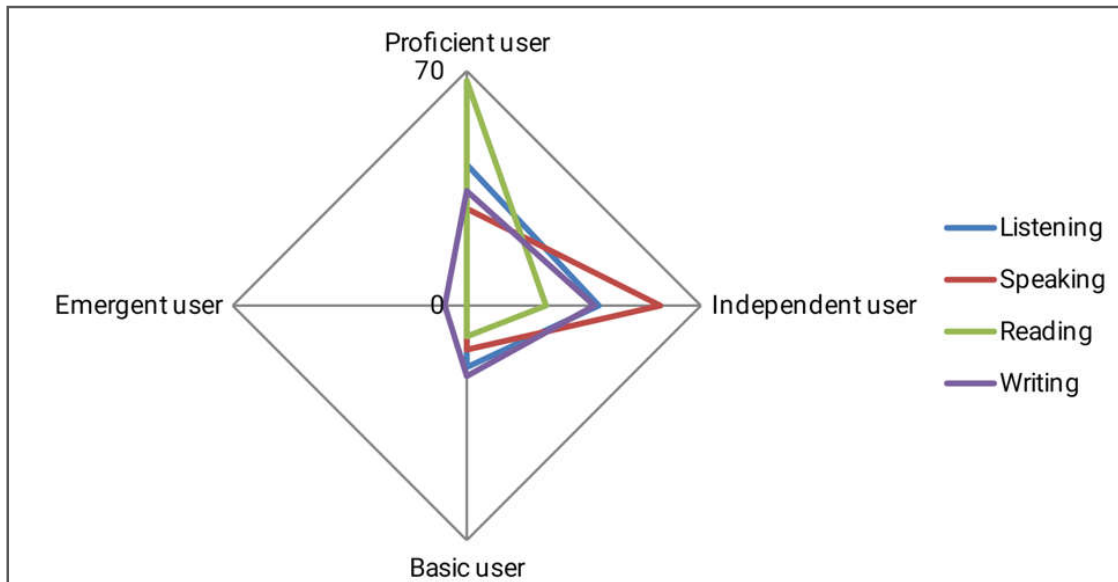 Proficient user
70
Emergent user
0
Independent user
Basic user
Listening
Speaking
Reading
Writing